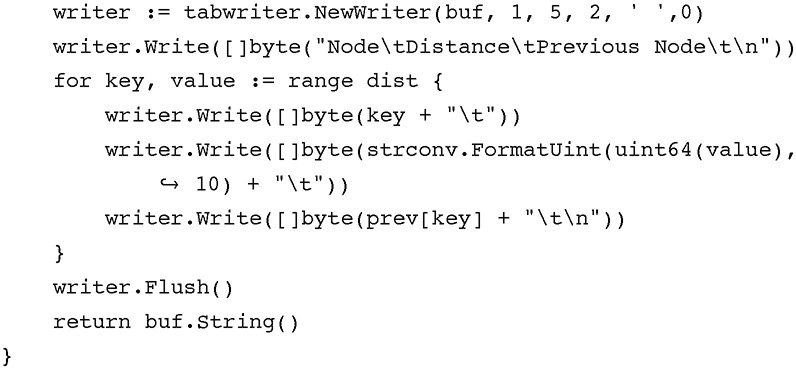 writer := tabwriter.NewWriter(buf, 1, 5, 2, ' ',0)
    writer.Write([]byte("Node\tDistance\tPrevious Node\t\n"))
    for key, value := range dist {
        writer.Write([]byte(key + "\t"))
        writer.Write([]byte(strconv.FormatUint(uint64(value),
            ↪ 10) + "\t"))
        writer.Write([]byte(prev[key] + "\t\n"))
    }
    writer.Flush()
    return buf.String()
}